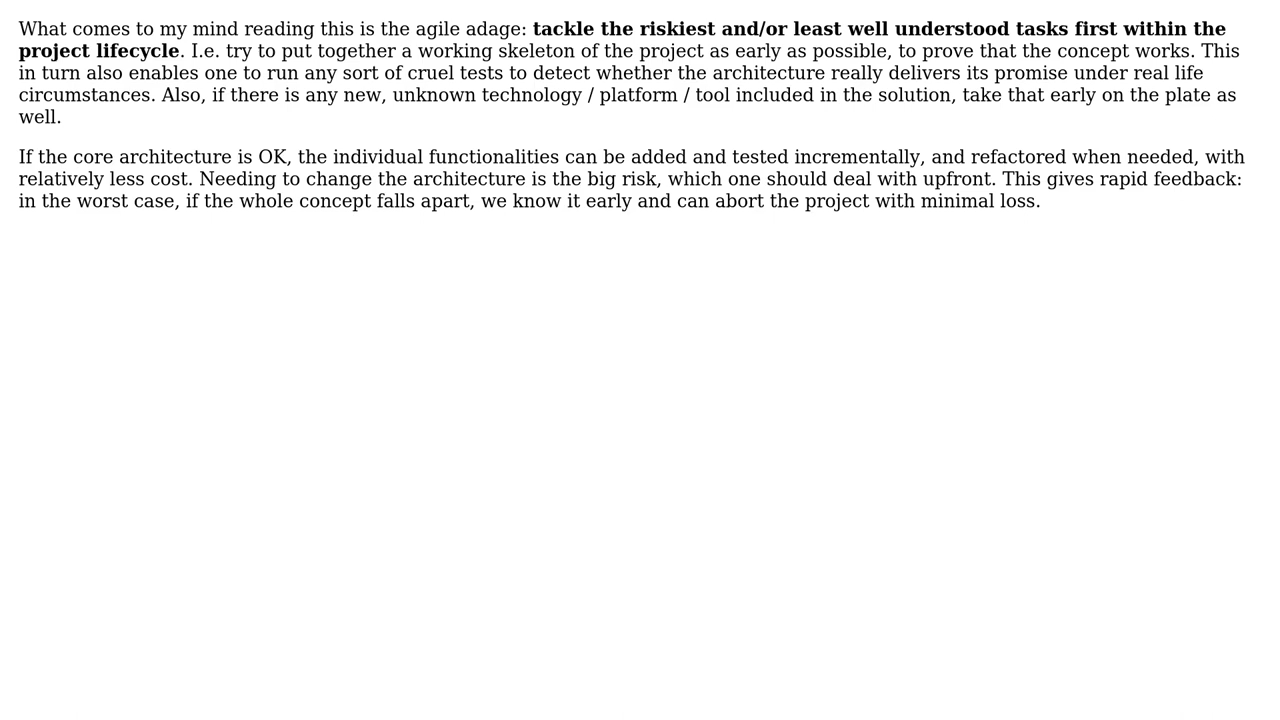 What comes to my mind reading this is the agile adage: tackle the riskiest and/or least well understood tasks first within the
project lifecycle. I.e. try to put together a working skeleton of the project as early as possible, to prove that the concept works. This
in turn also enables one to run any sort of cruel tests to detect whether the architecture really delivers its promise under real life
circumstances. Also, if there is any new, unknown technology / platform / tool included in the solution, take that early on the plate as
well.
If the core architecture is OK, the individual functionalities can be added and tested incrementally, and refactored when needed, with
relatively less cost. Needing to change the architecture is the big risk, which one should deal with upfront. This gives rapid feedback:
in the worst case, if the whole concept falls apart, we know it early and can abort the project with minimal loss.